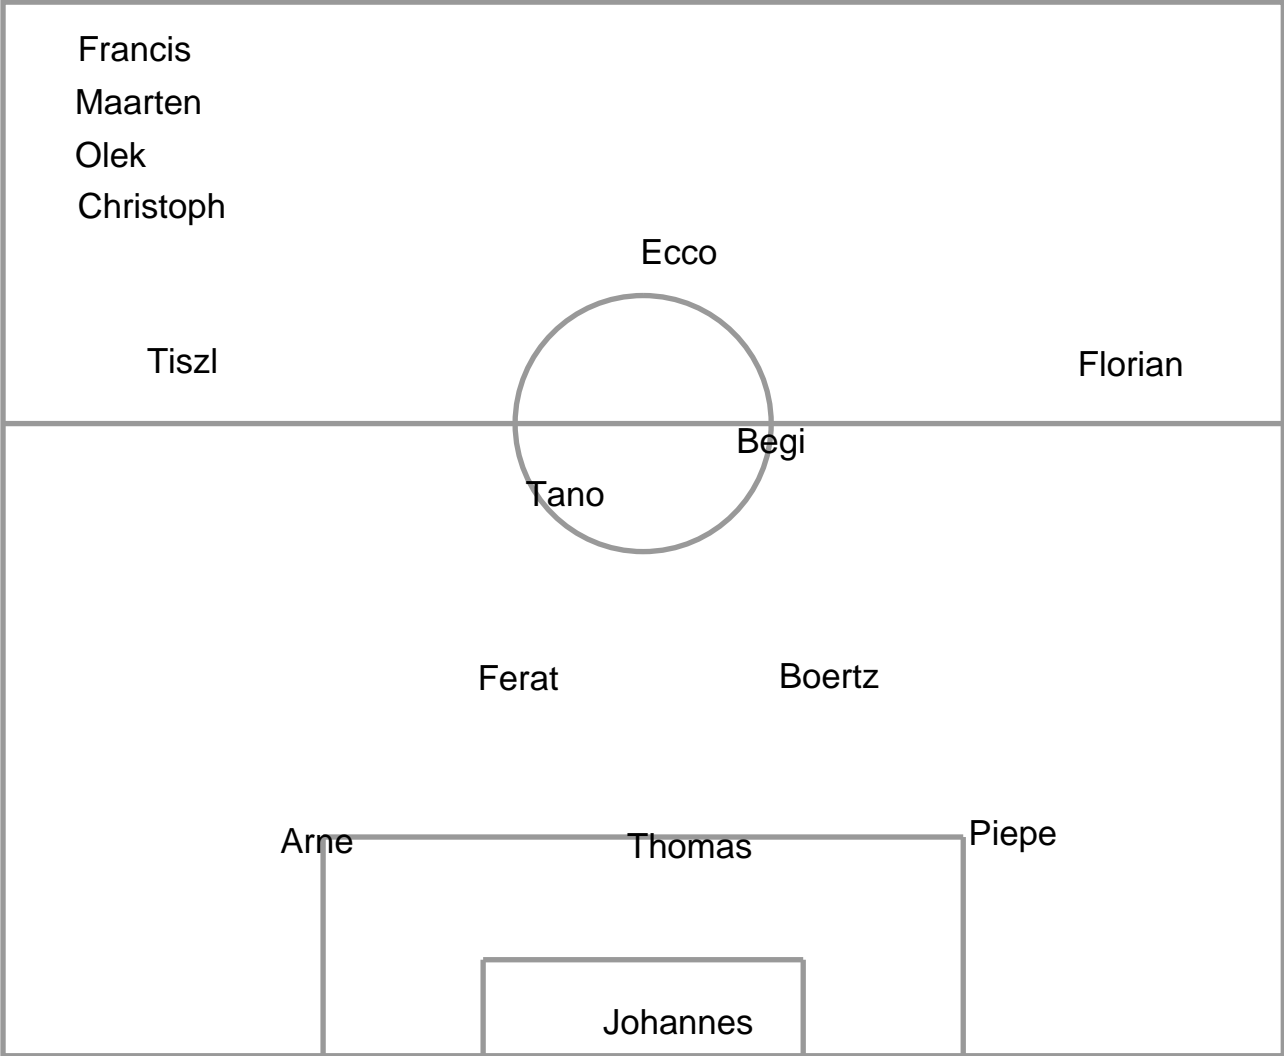 Francis
Maarten
Olek
Christoph
Ecco
Tiszl
Florian
Begi
Tano
Ferat
Boertz
Arne
Thomas
Piepe
Johannes